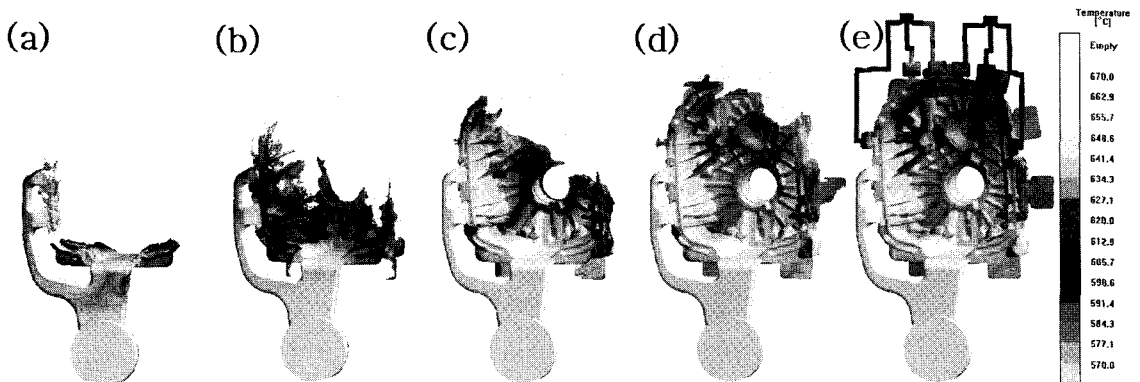 (a)
(b)
(c)
(d)
(e)
Temperature
[°C]
Empty
670.0
662.9
655.7
648.6
641.4
634.3
627.1
620.0
612.9
605.7
598.6
591.4
584.3
577.1
570.0